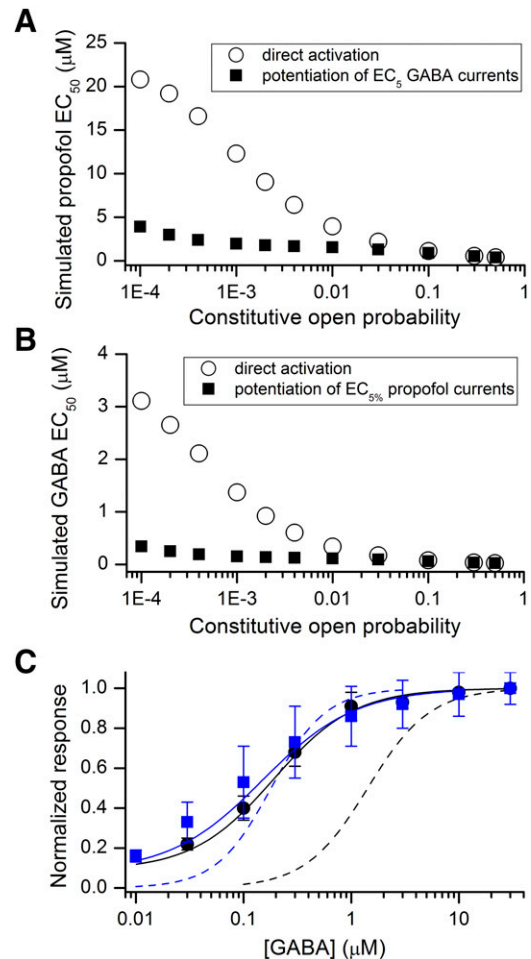 A
Simulated propofol EC50 (μM)
25
20
15
10
5
0
direct activation
potentiation of EC5 GABA currents
1E-4 1E-3 0.01 0.1 1
Constitutive open probability
B
Simulated GABA EC50 (μM)
4
3
2
1
0
direct activation
potentiation of EC5% propofol currents
1E-4 1E-3 0.01 0.1 1
Constitutive open probability
C
Normalized response
1.0
0.8
0.6
0.4
0.2
0.0
0.01 0.1 1 10
[GABA] (μM)